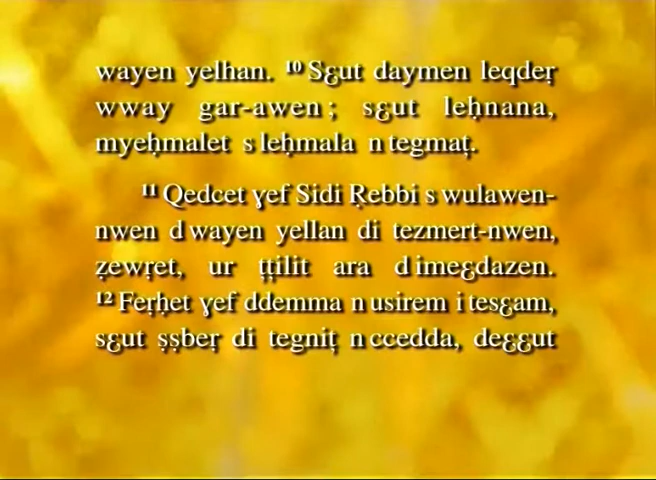 wayen yelhan. ¹⁰ Sɛut daymen leqdeṛ
wway gar-awen ; sɛut leḥnana,
myeḥmalet s leḥmala n tegmaṭ.
¹¹ Qedcet ɣef Sidi Ṛebbi s wulawen-
nwen d wayen yellan di tezmert-nwen,
ẓewṛet, ur ṭṭilit ara d imeɛdazen.
¹² Feṛḥet ɣef ddemma n usirem i tesɛam,
sɛut ṣṣbeṛ di tegniṭ n ccedda, deɛɛut